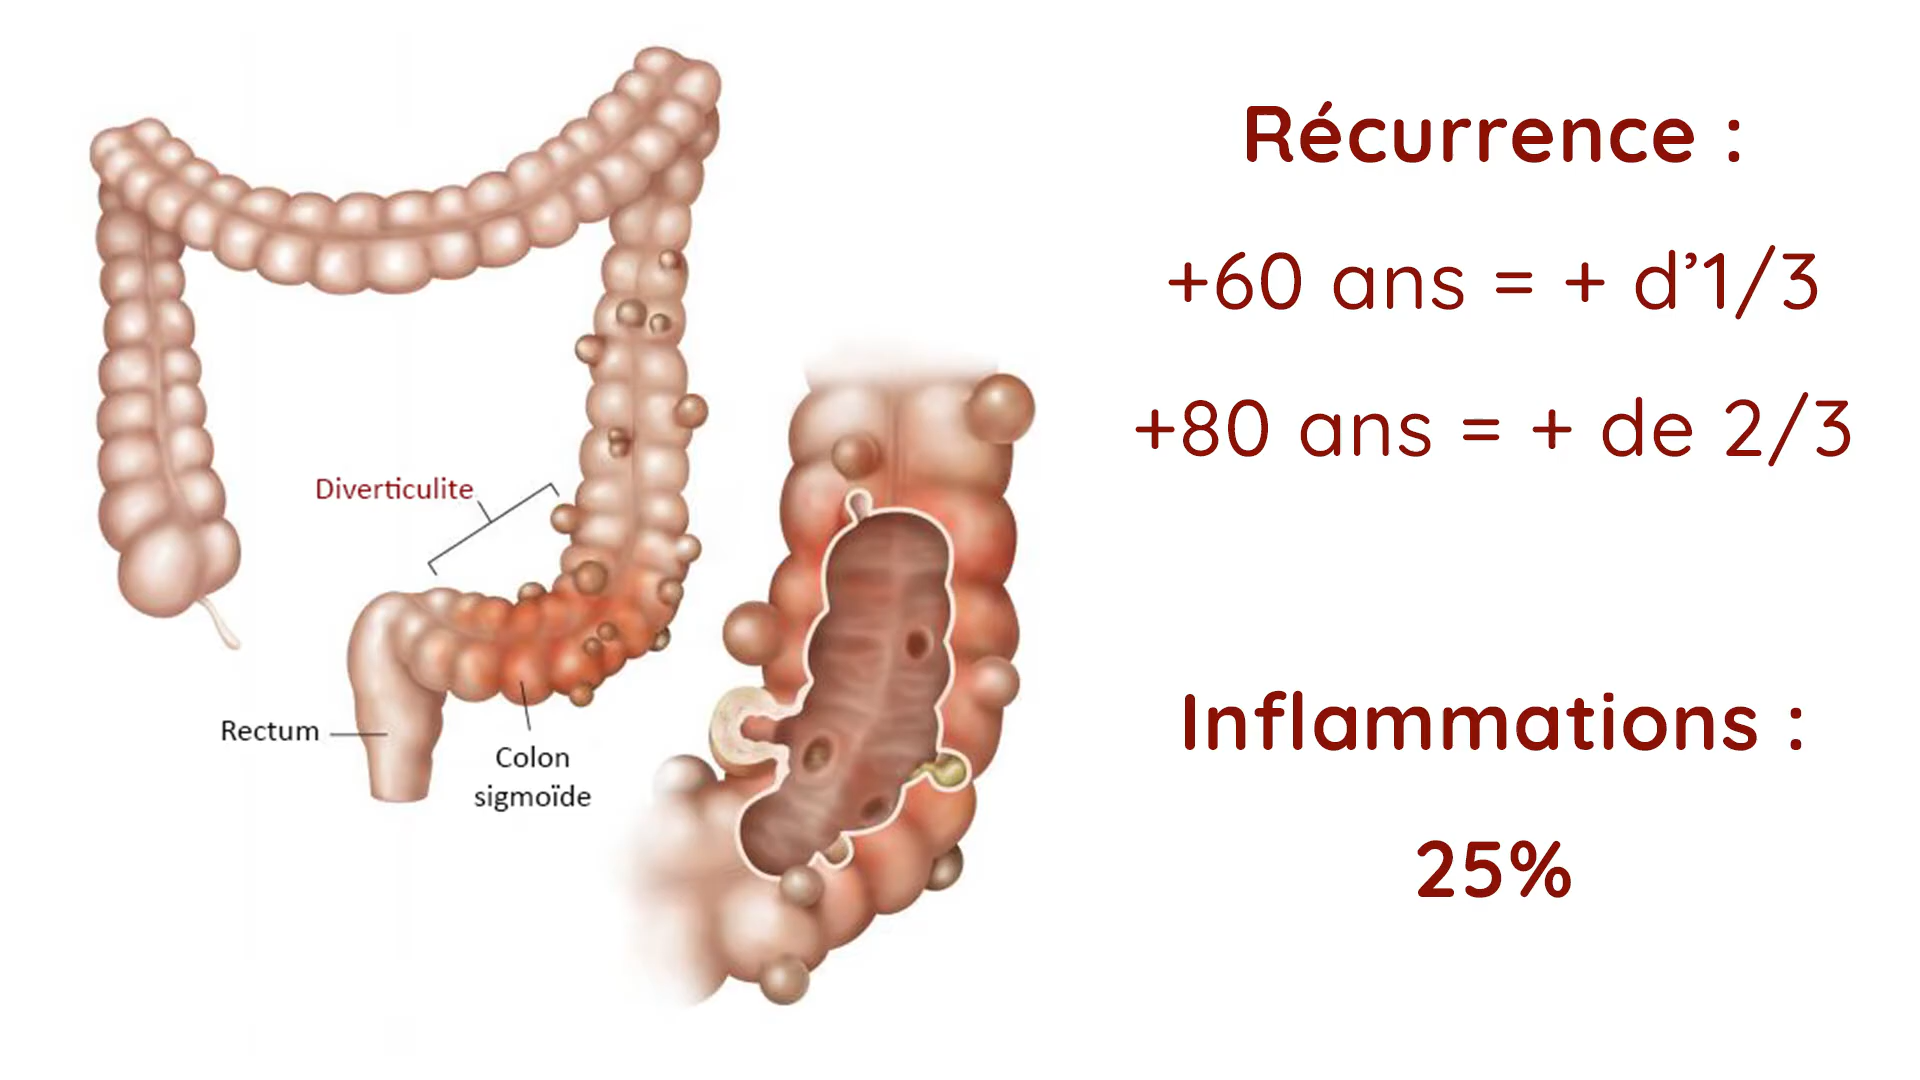 Diverticulite
Rectum
Colon
sigmoïde
Récurrence :
+60 ans = + d’1/3
+80 ans = + de 2/3
Inflammations :
25%